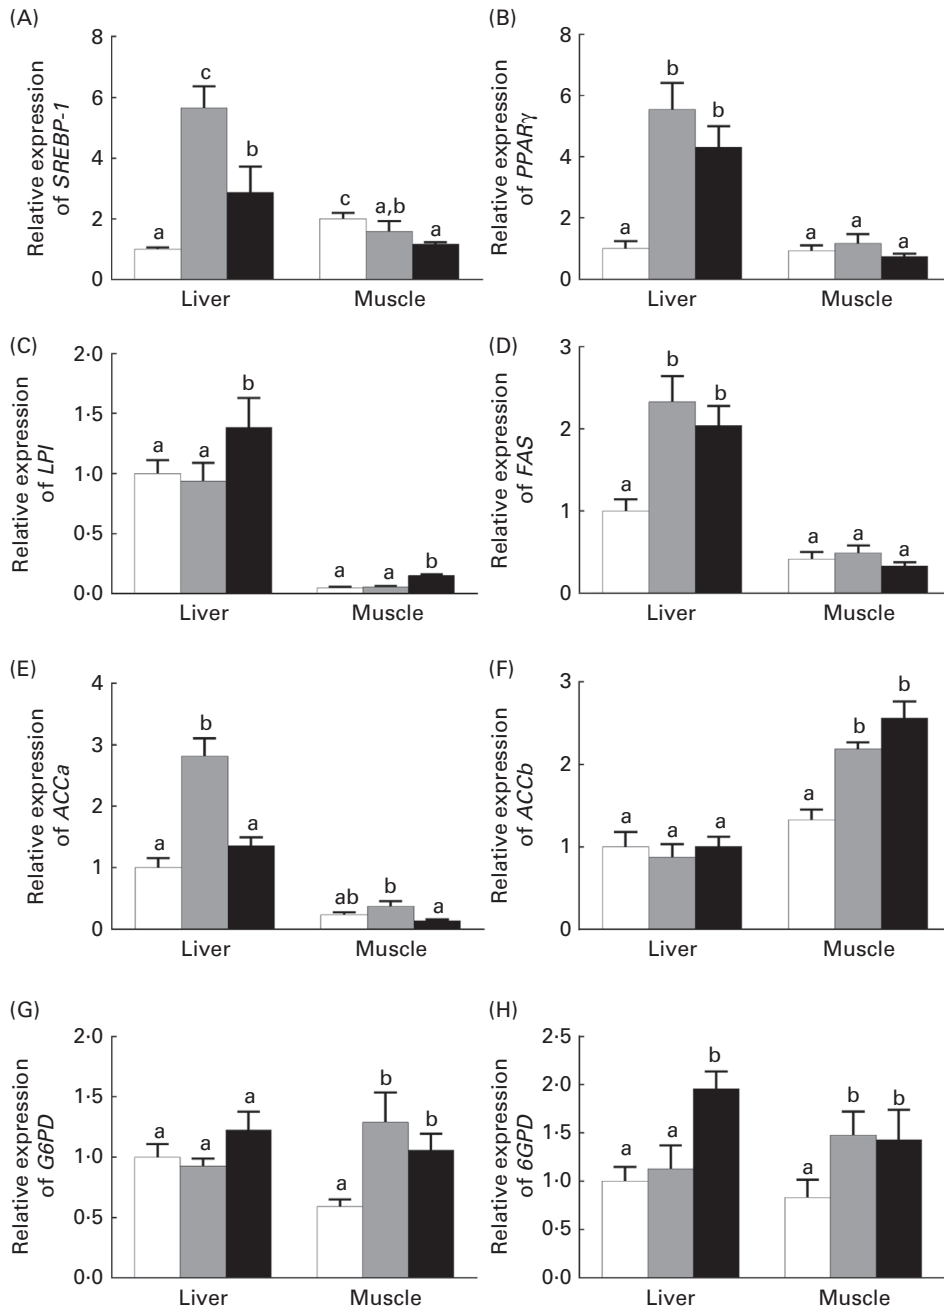 (A)
Relative expression
of SREBP-1
8
6
4
2
0
a
c
b
c
a,b
a
Liver
Muscle
(B)
Relative expression
of PPARγ
8
6
4
2
0
a
b
b
a
a
a
Liver
Muscle
(C)
Relative expression
of LPI
2·0
1·5
1·0
0·5
0·0
a
a
b
a
a
b
Liver
Muscle
(D)
Relative expression
of FAS
3
2
1
0
a
b
b
a
a
a
Liver
Muscle
(E)
Relative expression
of ACCa
4
3
2
1
0
a
b
a
ab
b
a
Liver
Muscle
(F)
Relative expression
of ACCb
3
2
1
0
a
a
a
a
b
b
Liver
Muscle
(G)
Relative expression
of G6PD
2·0
1·5
1·0
0·5
0·0
a
a
a
a
b
b
Liver
Muscle
(H)
Relative expression
of 6GPD
2·5
2·0
1·5
1·0
0·5
0·0
a
a
b
a
b
b
Liver
Muscle